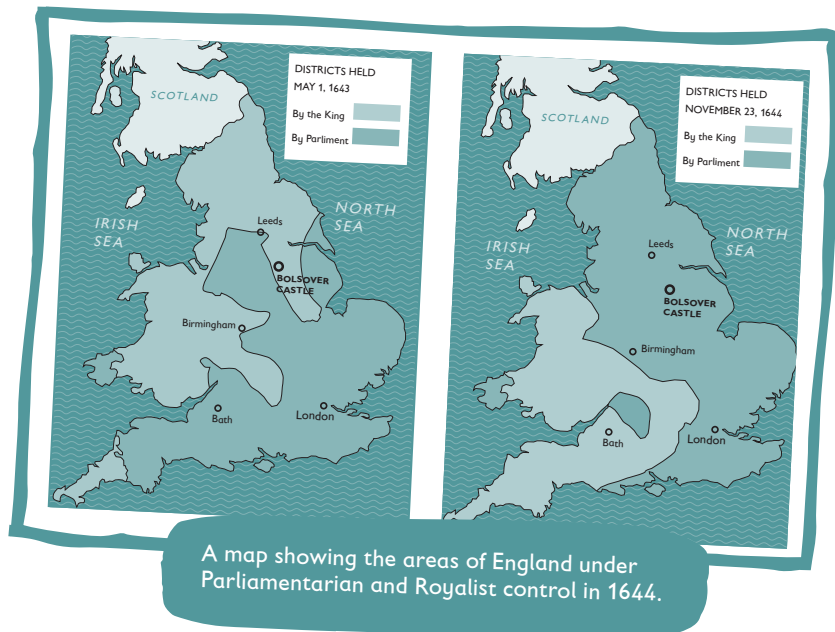 DISTRICTS HELD
MAY 1, 1643
By the King
By Parliment
SCOTLAND
NORTH
SEA
IRISH
SEA
Leeds
BOLSOVER
CASTLE
Birmingham
Bath
London
DISTRICTS HELD
NOVEMBER 23, 1644
By the King
By Parliment
SCOTLAND
NORTH
SEA
IRISH
SEA
Leeds
BOLSOVER
CASTLE
Birmingham
Bath
London
A map showing the areas of England under
Parliamentarian and Royalist control in 1644.